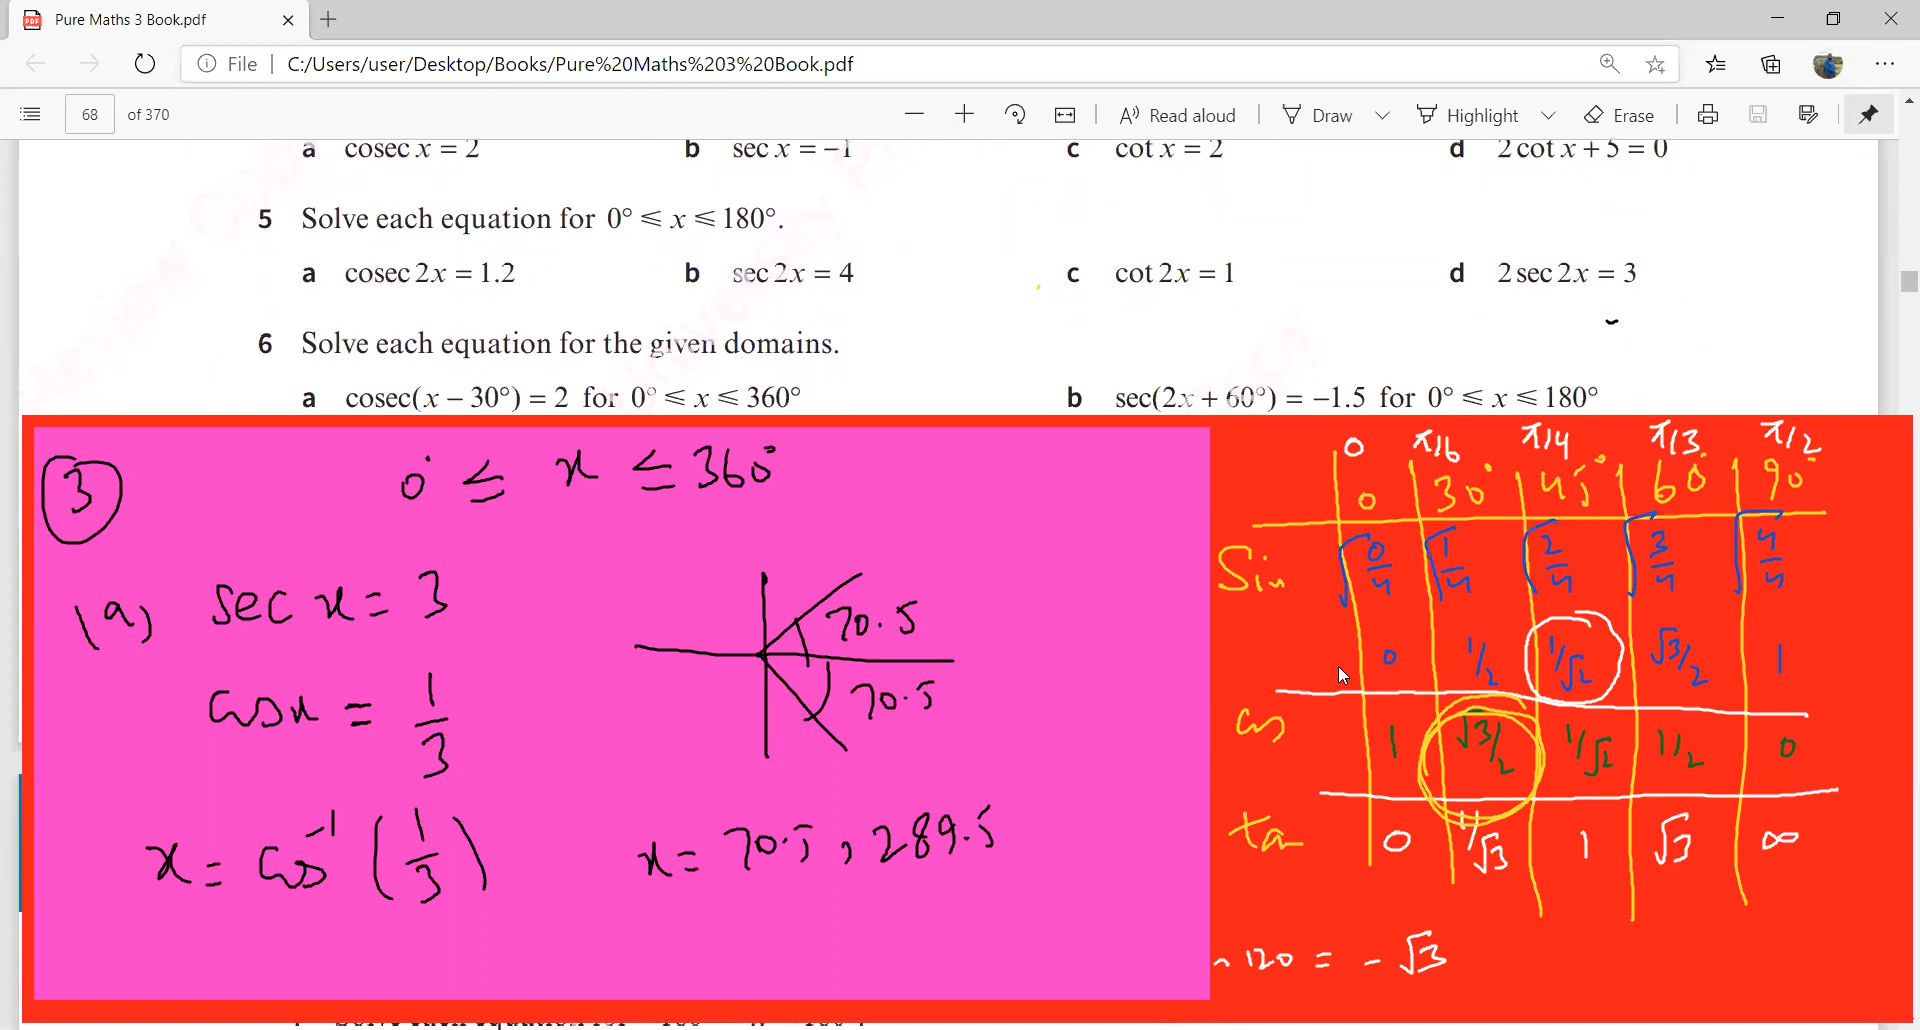 Pure Maths 3 Book.pdf
File | C:/Users/user/Desktop/Books/Pure%20Maths%203%20Book.pdf
68 of 370 Read aloud Draw Highlight Erase
a cosec x = 2 b sec x = −1 c cot x = 2 d 2 cot x + 5 = 0
5 Solve each equation for 0° ⩽ x ⩽ 180°.
a cosec 2x = 1.2 b sec 2x = 4 c cot 2x = 1 d 2 sec 2x = 3
6 Solve each equation for the given domains.
a cosec(x − 30°) = 2 for 0° ⩽ x ⩽ 360° b sec(2x + 60°) = −1.5 for 0° ⩽ x ⩽ 180°
3 0° ≤ x ≤ 360°
(a) sec x = 3
70.5
cos x = 1/3
70.5
x = cos⁻¹ (1/3) x = 70.5, 289.5
0 π/6 π/4 π/3 π/2
0 30° 45° 60° 90°
Sin √0/4 √1/4 √2/4 √3/4 √4/4
0 1/2 1/√2 √3/2 1
cos 1 √3/2 1/√2 1/2 0
tan 0 1/√3 1 √3 ∞
120 = - √3